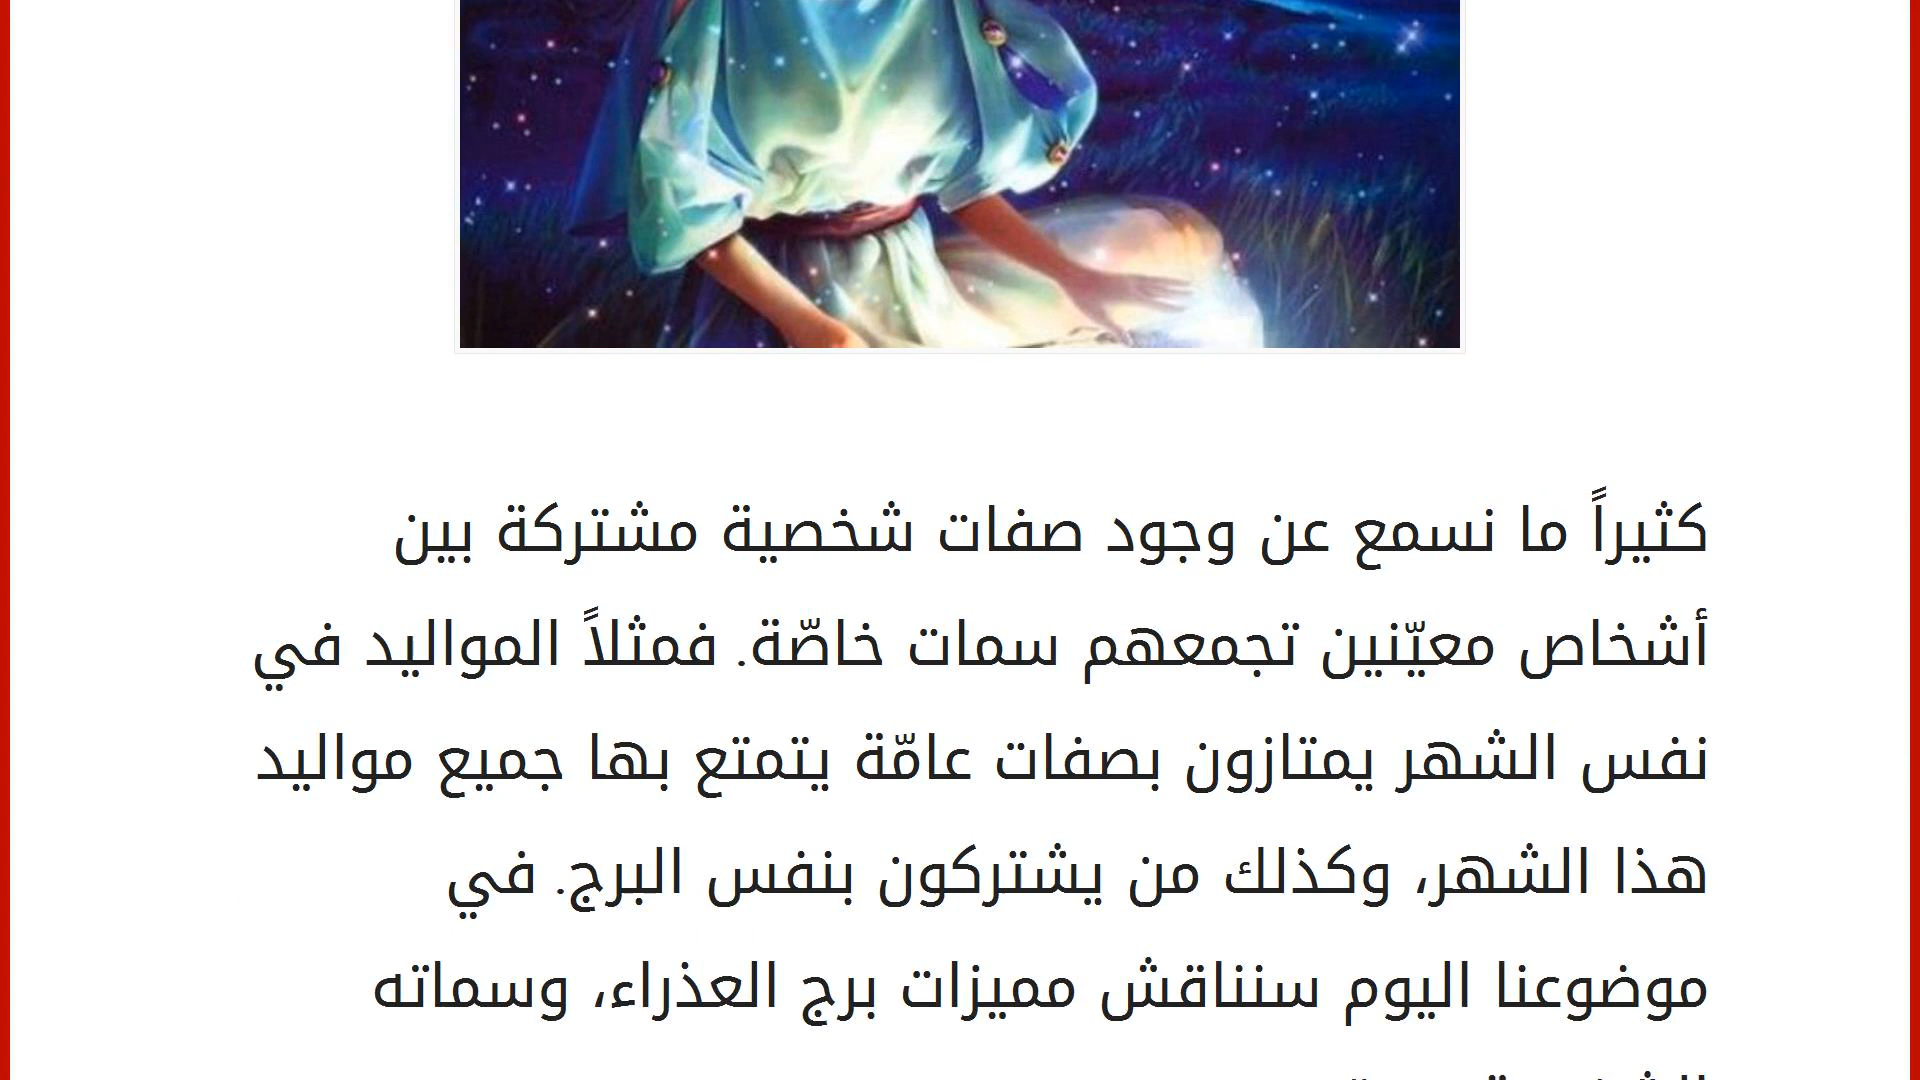 كثيراً ما نسمع عن وجود صفات شخصية مشتركة بين
أشخاص معيّنين تجمعهم سمات خاصّة. فمثلاً المواليد في
نفس الشهر يمتازون بصفات عامّة يتمتع بها جميع مواليد
هذا الشهر، وكذلك من يشتركون بنفس البرج. في
موضوعنا اليوم سنناقش مميزات برج العذراء، وسماته